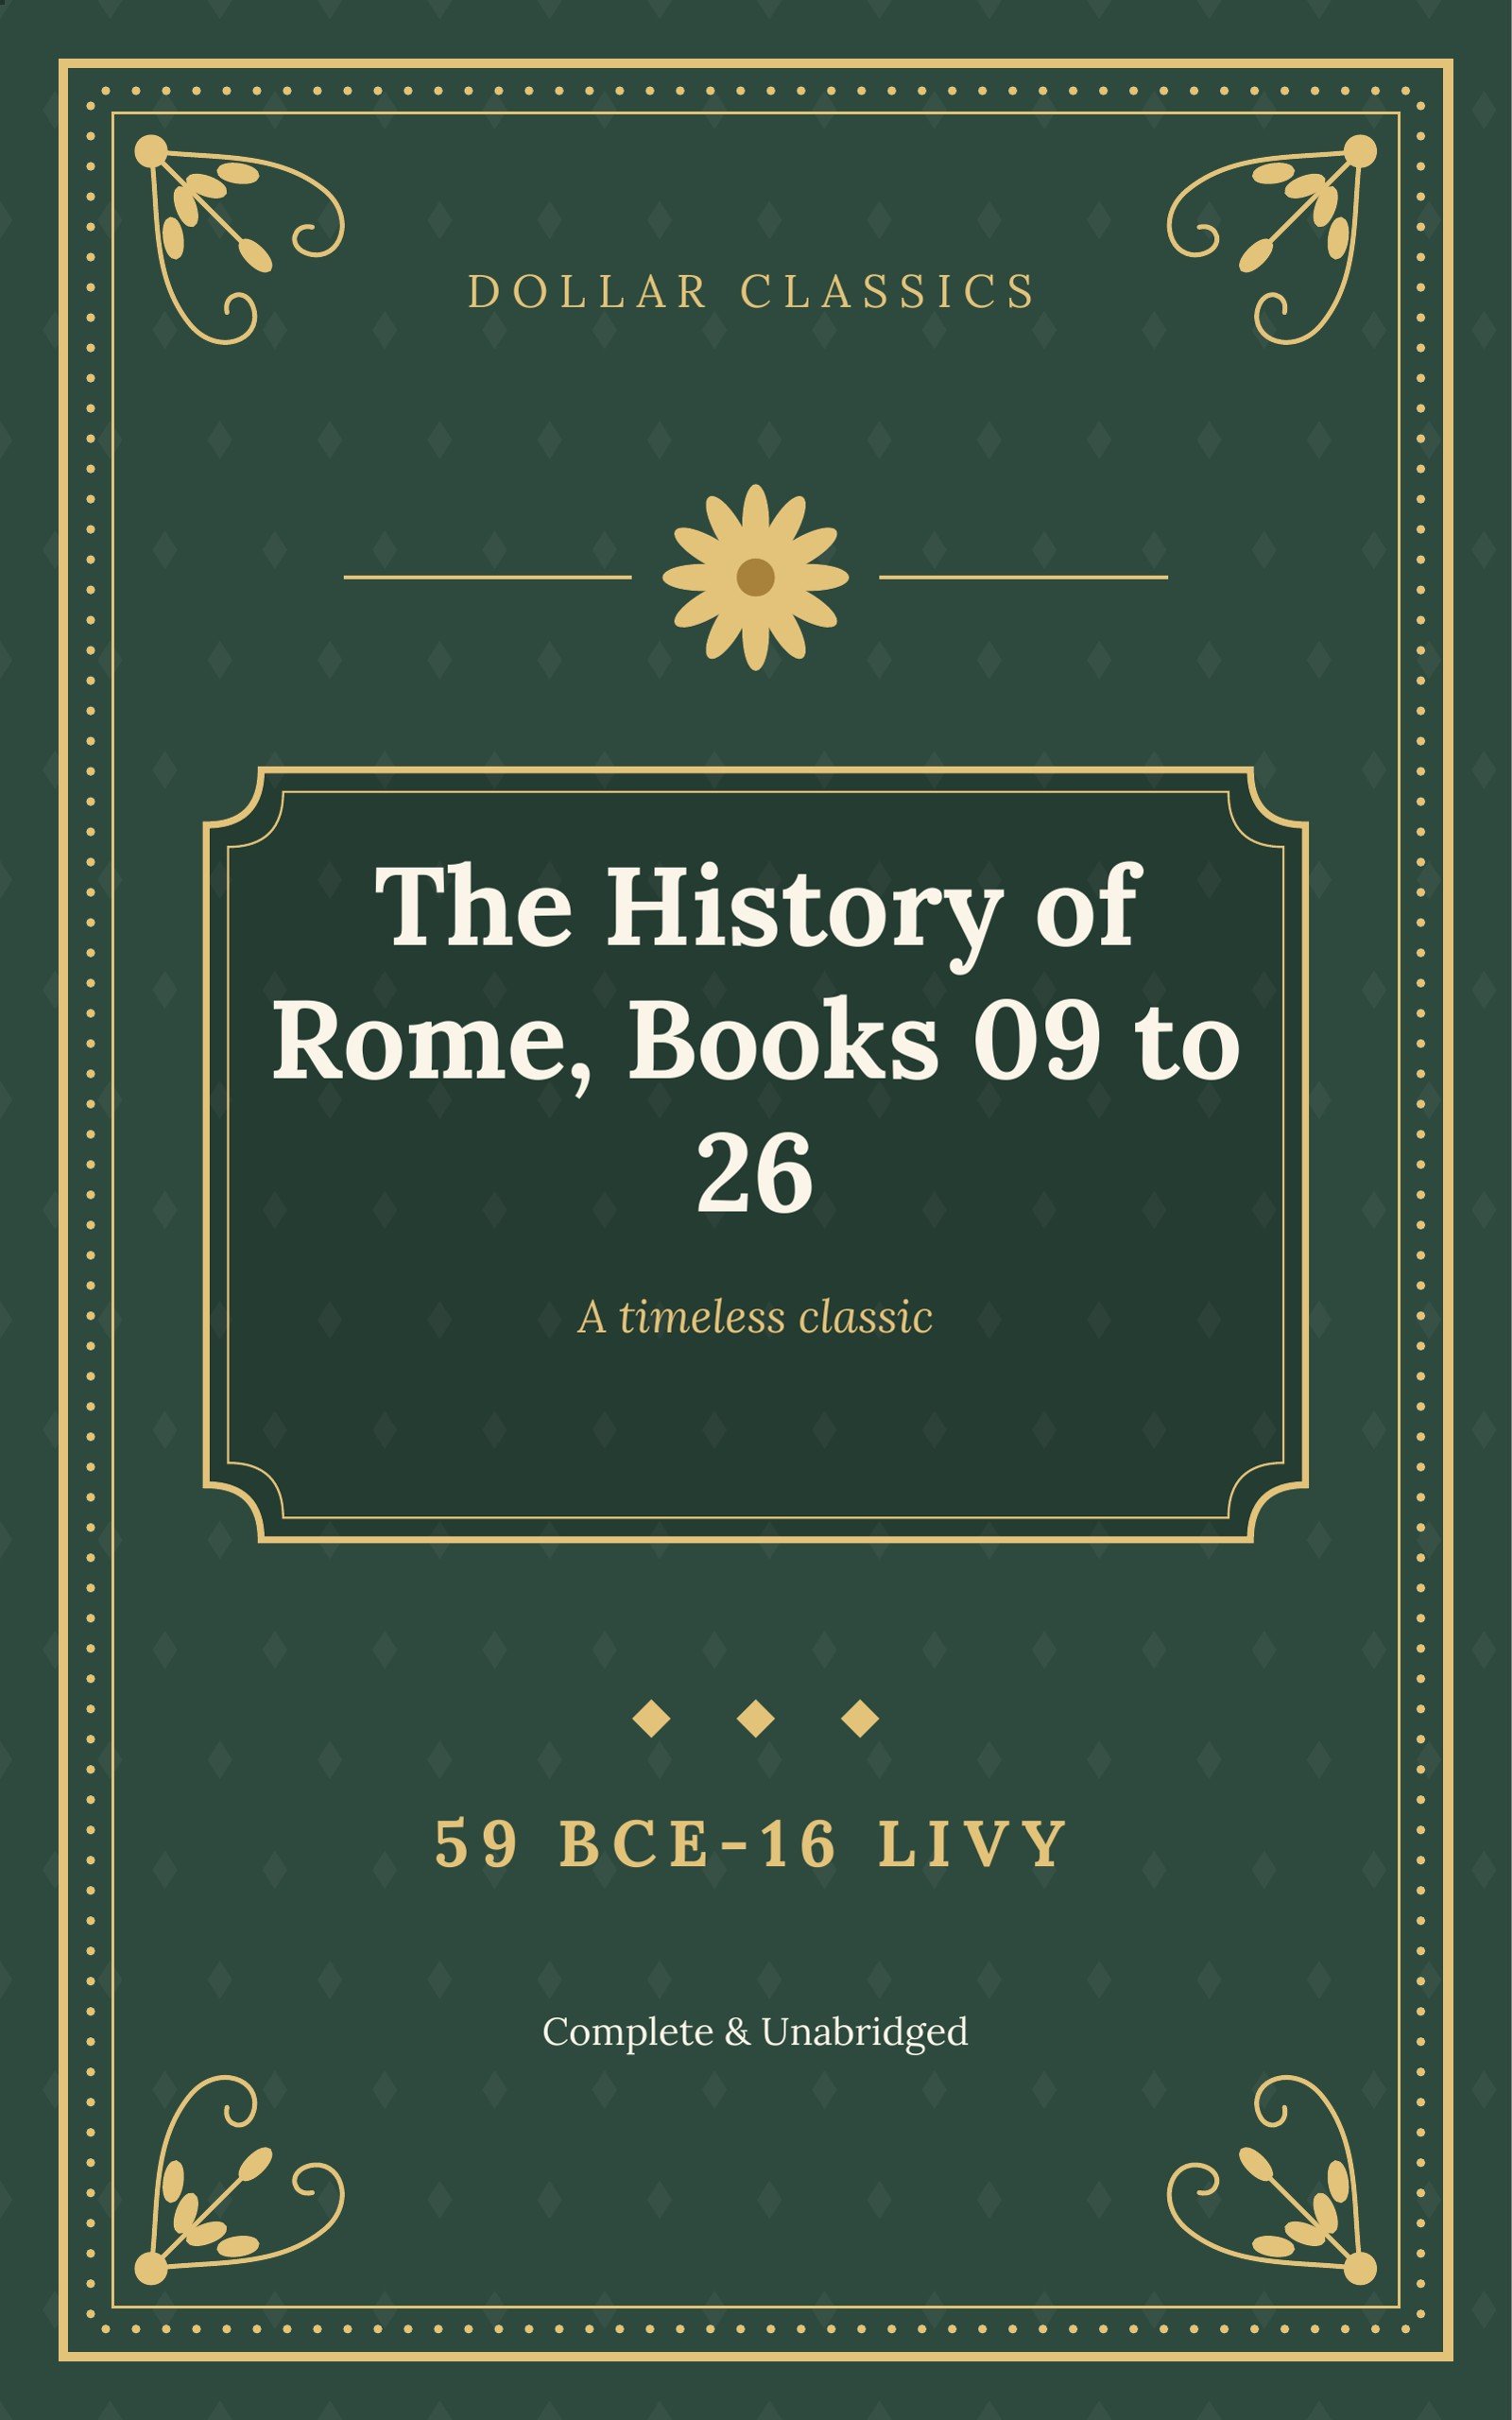 DOLLAR CLASSICS
The History of
Rome, Books 09 to
26
A timeless classic
59 BCE-16 LIVY
Complete & Unabridged